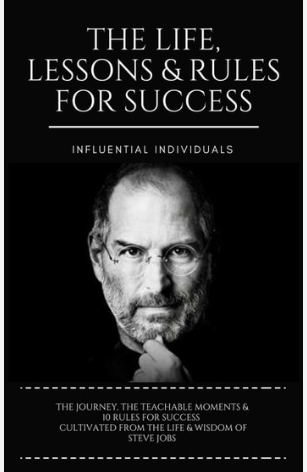 THE LIFE,
LESSONS & RULES
FOR SUCCESS
INFLUENTIAL INDIVIDUALS
THE JOURNEY, THE TEACHABLE MOMENTS &
10 RULES FOR SUCCESS
CULTIVATED FROM THE LIFE & WISDOM OF
STEVE JOBS